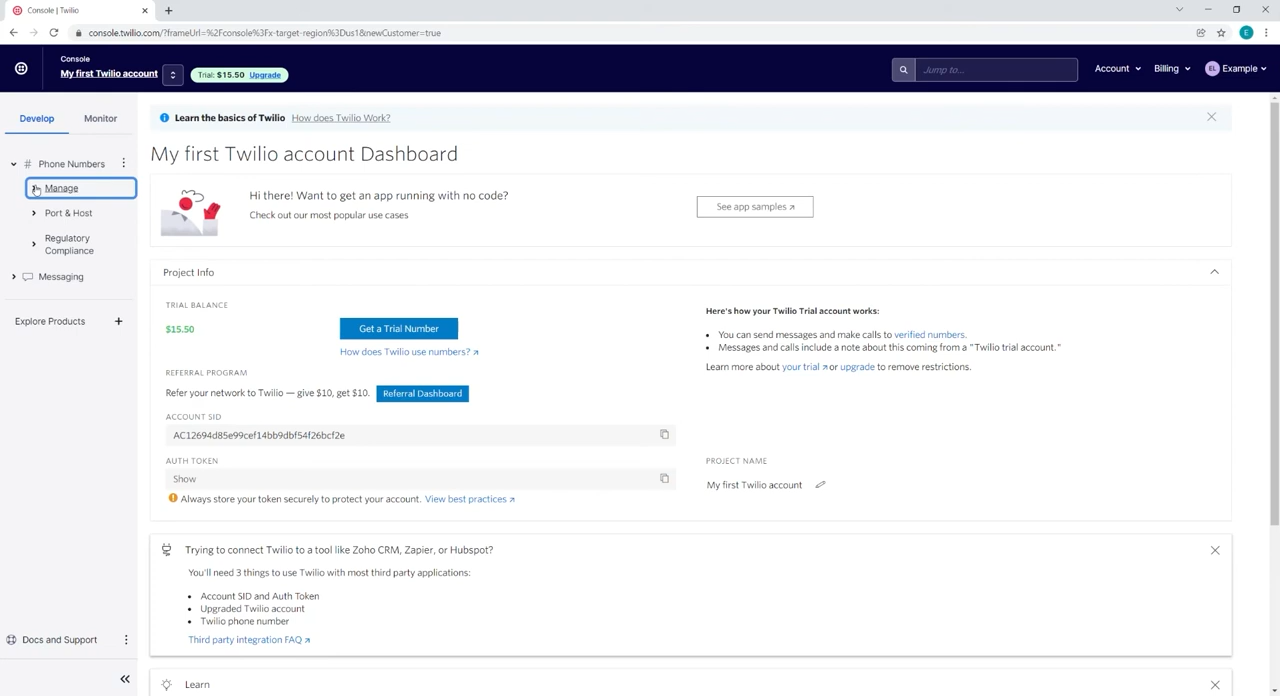 Console | Twilio
console.twilio.com/?frameUrl=%2Fconsole%3Fx-target-region%3Dus1&newCustomer=true
E
Console
My first Twilio account
Trial: $15.50 Upgrade
Jump to...
Account
Billing
EL
Example
Develop
Monitor
# Phone Numbers
Manage
Port & Host
Regulatory
Compliance
Messaging
Explore Products +
Docs and Support
Learn the basics of Twilio How does Twilio Work?
My first Twilio account Dashboard
Hi there! Want to get an app running with no code?
Check out our most popular use cases
See app samples
Project Info
TRIAL BALANCE
$15.50
Get a Trial Number
How does Twilio use numbers?
REFERRAL PROGRAM
Refer your network to Twilio — give $10, get $10. Referral Dashboard
ACCOUNT SID
AC12694d85e99cef14bb9dbf54f26bcf2e
AUTH TOKEN
Show
Always store your token securely to protect your account. View best practices
Here's how your Twilio Trial account works:
• You can send messages and make calls to verified numbers.
• Messages and calls include a note about this coming from a "Twilio trial account."
Learn more about your trial or upgrade to remove restrictions.
PROJECT NAME
My first Twilio account
Trying to connect Twilio to a tool like Zoho CRM, Zapier, or Hubspot?
You'll need 3 things to use Twilio with most third party applications:
• Account SID and Auth Token
• Upgraded Twilio account
• Twilio phone number
Third party integration FAQ
Learn